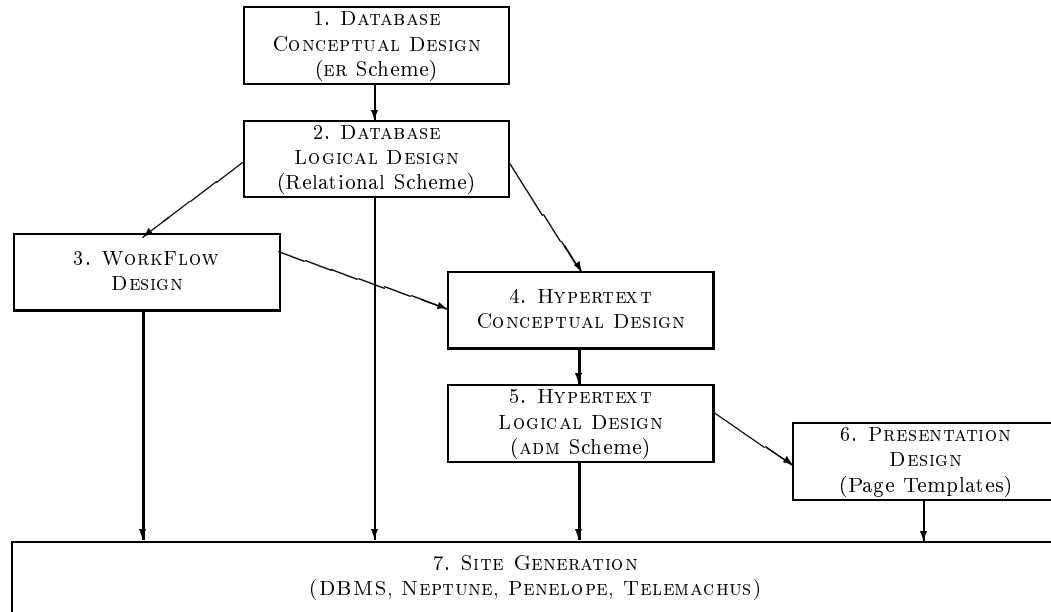 1. DATABASE
CONCEPTUAL DESIGN
(ER Scheme)
2. DATABASE
LOGICAL DESIGN
(Relational Scheme)
3. WORKFLOW
DESIGN
4. HYPERTEXT
CONCEPTUAL DESIGN
5. HYPERTEXT
LOGICAL DESIGN
(ADM Scheme)
6. PRESENTATION
DESIGN
(Page Templates)
7. SITE GENERATION
(DBMS, NEPTUNE, PENELOPE, TELEMACHUS)